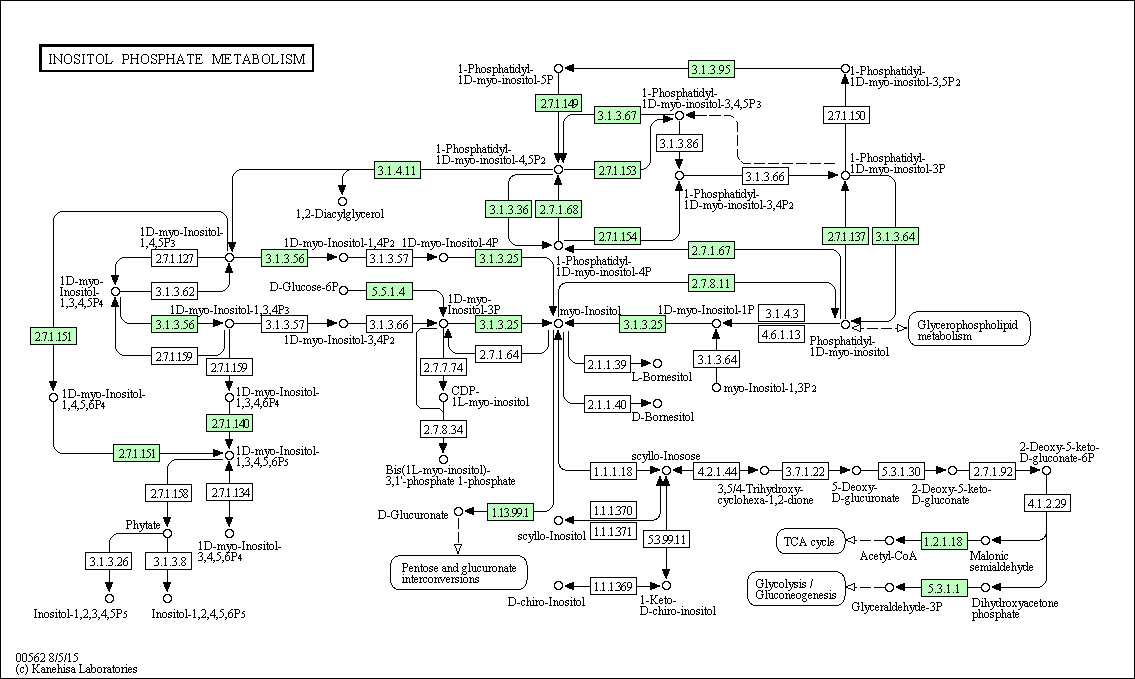 INOSITOL PHOSPHATE METABOLISM
1-Phosphatidyl-
1D-myo-inositol-5P
3.1.3.95
1-Phosphatidyl-
1D-myo-inositol-3,5P2
2.7.1.149
1-Phosphatidyl-
1D-myo-inositol-3,4,5P3
3.1.3.67
2.7.1.150
3.1.3.86
1-Phosphatidyl-
1D-myo-inositol-4,5P2
3.1.4.11
2.7.1.153
3.1.3.66
1-Phosphatidyl-
1D-myo-inositol-3P
1,2-Diacylglycerol
3.1.3.36
2.7.1.68
1-Phosphatidyl-
1D-myo-inositol-3,4P2
2.7.1.154
2.7.1.137
3.1.3.64
2.7.1.67
1D-myo-Inositol-
1,4,5P3
1D-myo-Inositol-1,4P2
1D-myo-Inositol-4P
2.7.1.127
3.1.3.56
3.1.3.57
3.1.3.25
1-Phosphatidyl-
1D-myo-inositol-4P
1D-myo-
Inositol-
1,3,4,5P4
3.1.3.62
D-Glucose-6P
5.5.1.4
2.7.8.11
1D-myo-Inositol-1,3,4P3
1D-myo-
Inositol-3P
myo-Inositol
1D-myo-Inositol-1P
3.1.4.3
4.6.1.13
3.1.3.56
3.1.3.57
3.1.3.66
3.1.3.25
3.1.3.25
Glycerophospholipid
metabolism
2.7.1.151
1D-myo-Inositol-3,4P2
Phosphatidyl-
1D-myo-inositol
2.7.1.159
2.7.1.159
2.7.7.74
2.7.1.64
2.1.1.39
3.1.3.64
L-Bornesitol
myo-Inositol-1,3P2
1D-myo-Inositol-
1,4,5,6P4
1D-myo-Inositol-
1,3,4,6P4
CDP-
1L-myo-inositol
2.1.1.40
D-Bornesitol
2.7.1.140
2.7.8.34
2.7.1.151
1D-myo-Inositol-
1,3,4,5,6P5
Bis(1L-myo-inositol)-
3,1'-phosphate 1-phosphate
scyllo-Inosose
1.1.1.18
4.2.1.44
3.7.1.22
5.3.1.30
2.7.1.92
2-Deoxy-5-keto-
D-gluconate-6P
3,5/4-Trihydroxy-
cyclohexa-1,2-dione
5-Deoxy-
D-glucuronate
2-Deoxy-5-keto-
D-gluconate
2.7.1.158
2.7.1.134
4.1.2.29
Phytate
D-Glucuronate
1.13.99.1
1.1.1.370
1.1.1.371
scyllo-Inositol
5.3.99.11
1D-myo-Inositol-
3,4,5,6P4
TCA cycle
Acetyl-CoA
1.2.1.18
Malonic
semialdehyde
3.1.3.26
3.1.3.8
Pentose and glucuronate
interconversions
Glycolysis /
Gluconeogenesis
Glyceraldehyde-3P
5.3.1.1
Dihydroxyacetone
phosphate
D-chiro-Inositol
1.1.1.369
1-Keto-
D-chiro-inositol
Inositol-1,2,3,4,5P5
Inositol-1,2,4,5,6P5
00562 8/5/15
(c) Kanehisa Laboratories